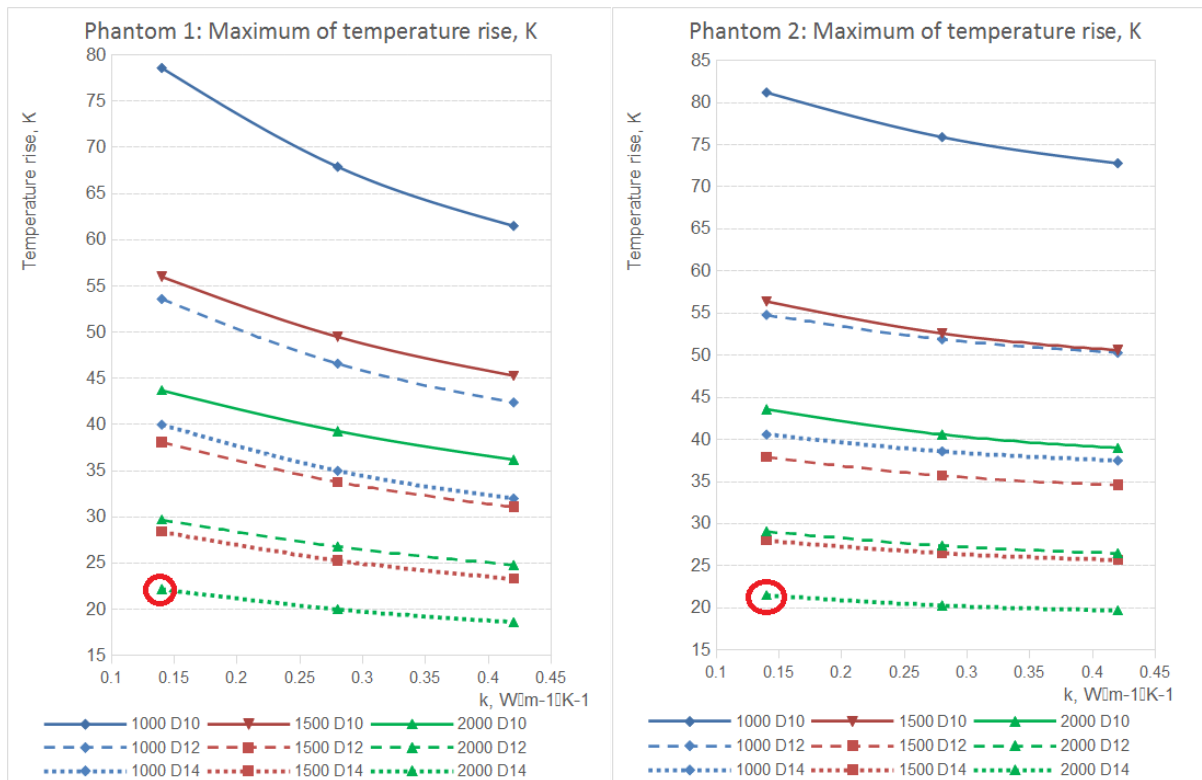 Phantom 1: Maximum of temperature rise, K
Temperature rise, K
80
75
70
65
60
55
50
45
40
35
30
25
20
15
0.1 0.15 0.2 0.25 0.3 0.35 0.4 0.45
k, W▯m-1▯K-1
1000 D10 1500 D10 2000 D10
1000 D12 1500 D12 2000 D12
1000 D14 1500 D14 2000 D14
Phantom 2: Maximum of temperature rise, K
Temperature rise, K
85
80
75
70
65
60
55
50
45
40
35
30
25
20
15
0.1 0.15 0.2 0.25 0.3 0.35 0.4 0.45
k, W▯m-1▯K-1
1000 D10 1500 D10 2000 D10
1000 D12 1500 D12 2000 D12
1000 D14 1500 D14 2000 D14